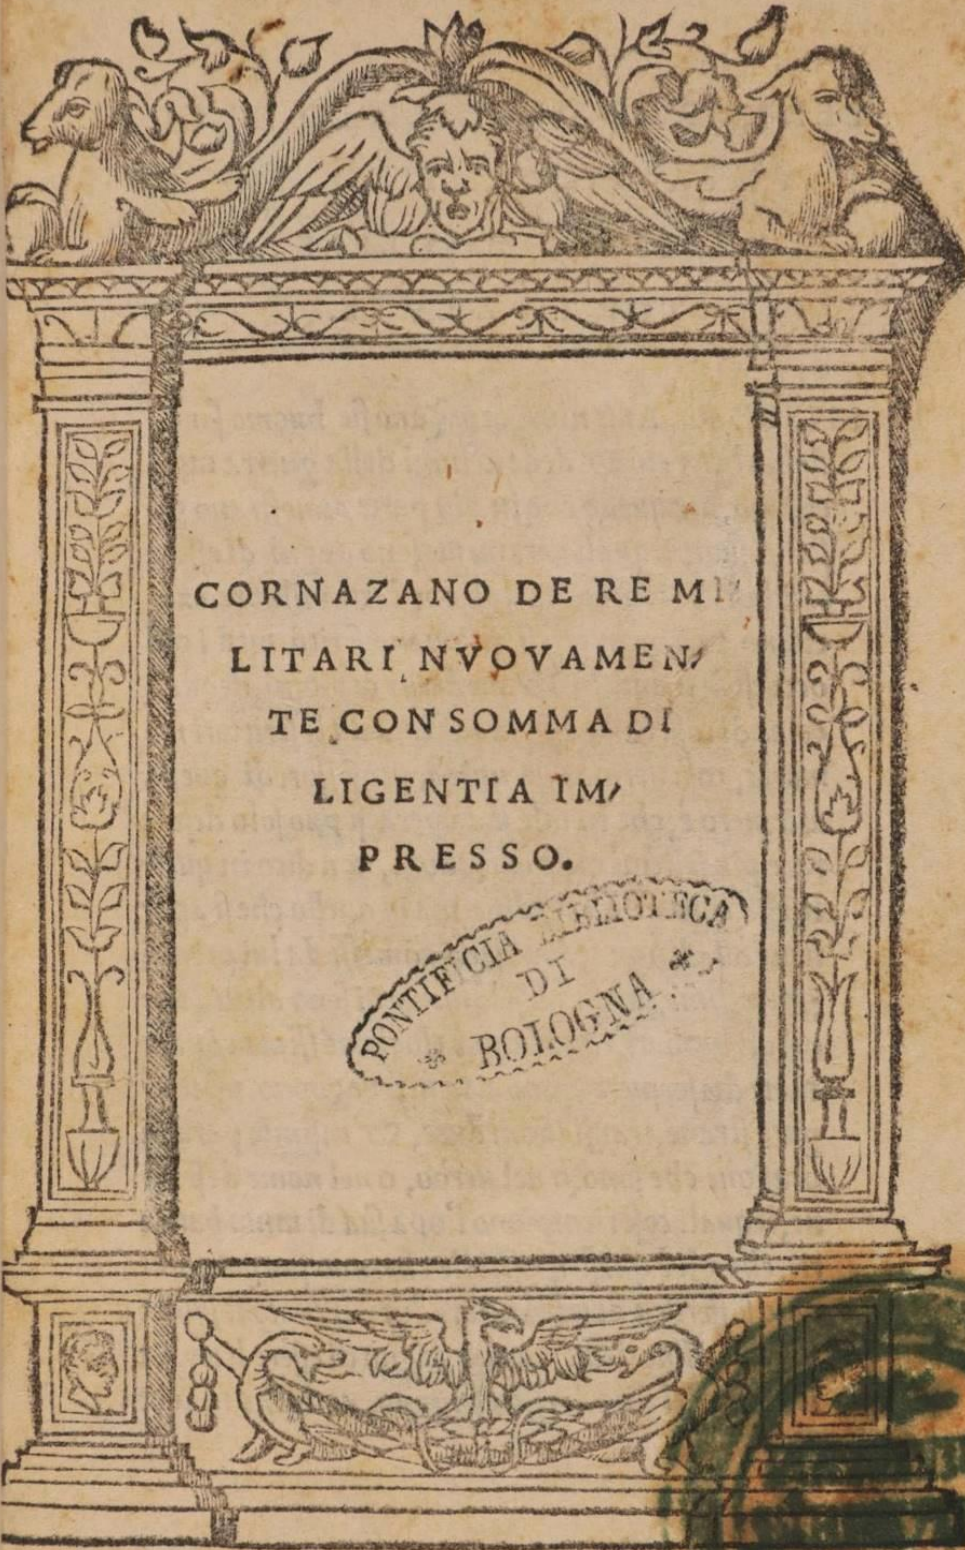 CORNAZANO DE RE MI/
LITARI NVOVAMEN/
TE CON SOMMA DI
LIGENTIA IM/
PRESSO.
PONTIFICIA BIBLIOTECA
DI
* BOLOGNA *